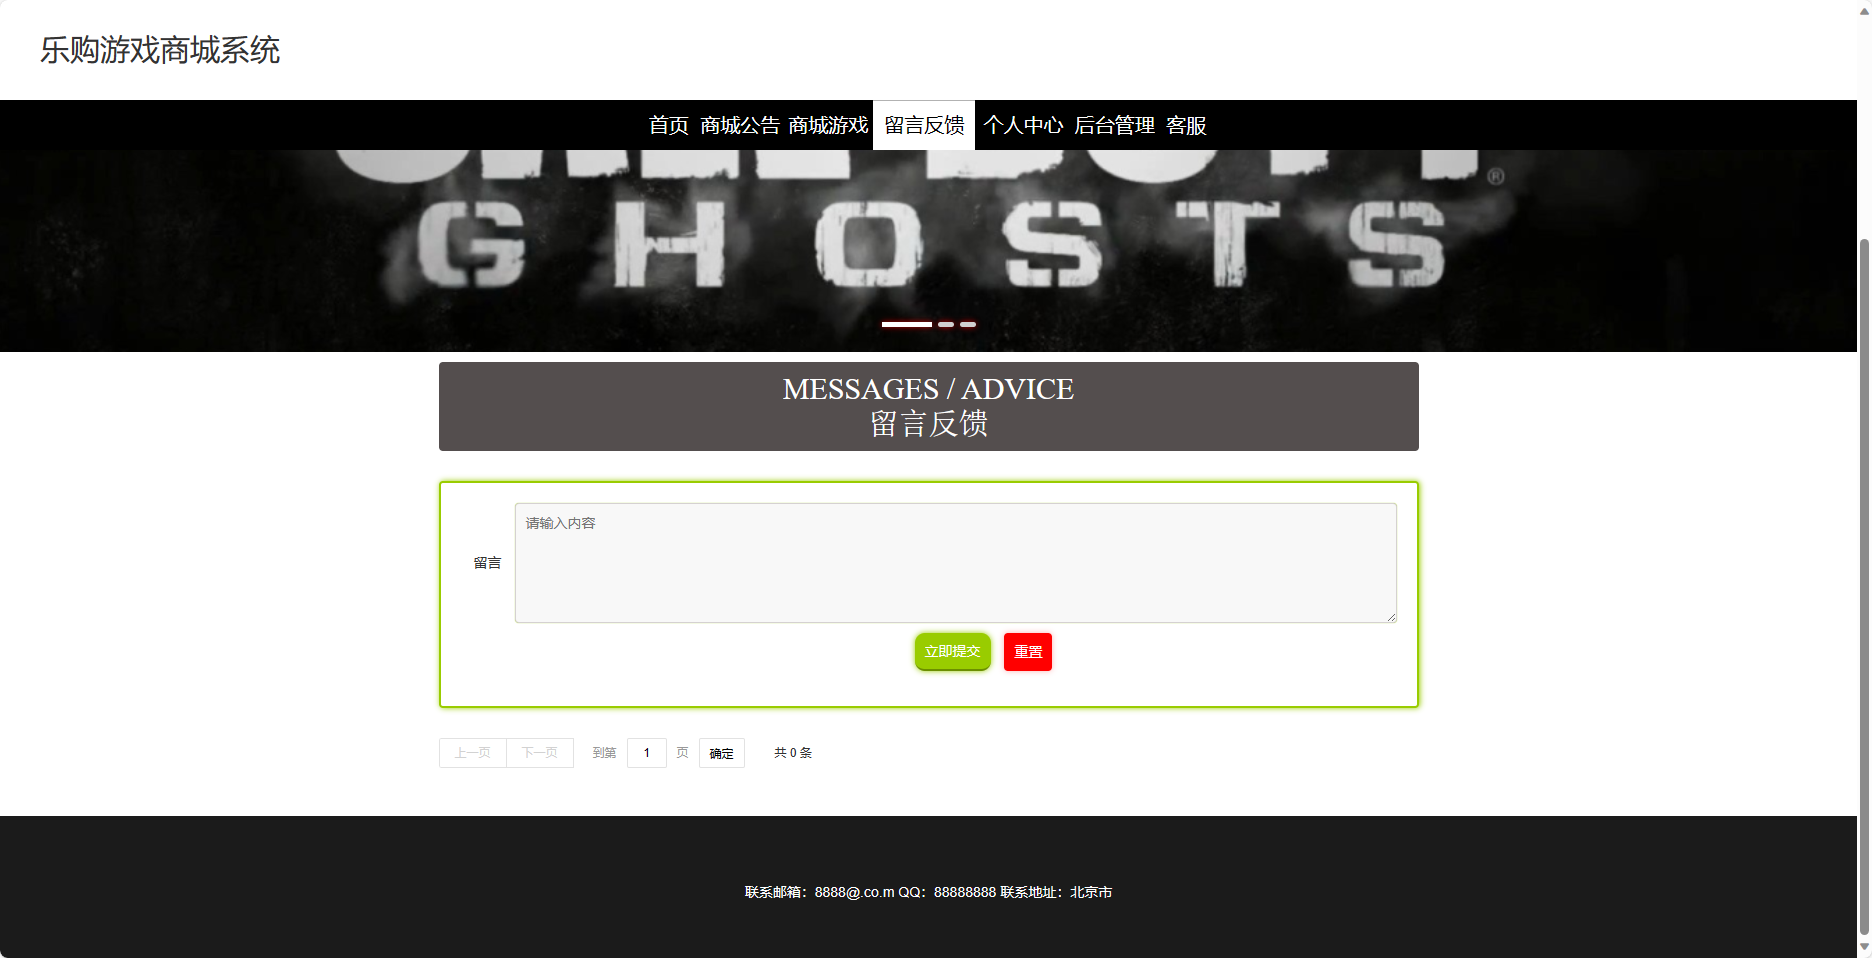 乐购游戏商城系统
首页 商城公告 商城游戏 留言反馈 个人中心 后台管理 客服
®
GHOSTS
MESSAGES / ADVICE
留言反馈
请输入内容
留言
立即提交 重置
上一页 下一页 到第 1 页 确定 共 0 条
联系邮箱：8888@.co.m QQ：88888888 联系地址：北京市